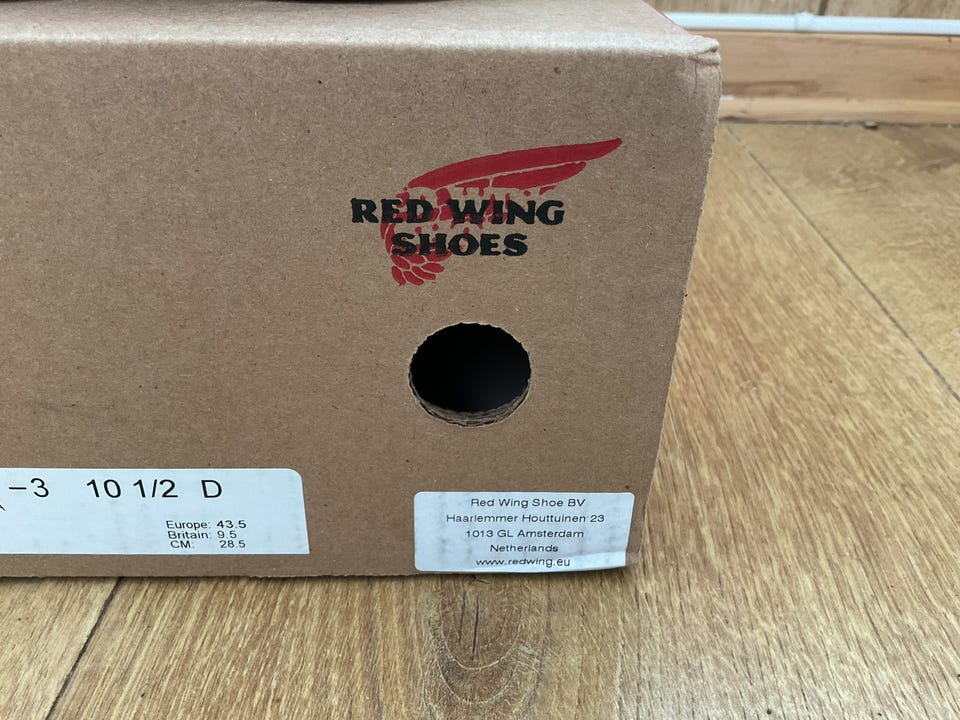 RED WING
SHOES
-3 10 1/2 D
Europe: 43.5
Britain: 9.5
CM: 28.5
Red Wing Shoe BV
Haarlemmer Houttuinen 23
1013 GL Amsterdam
Netherlands
www.redwing.eu